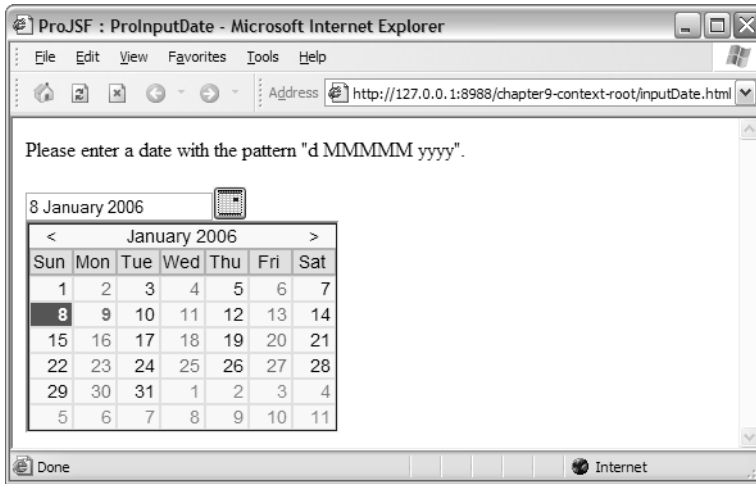 ProJSF : ProInputDate - Microsoft Internet Explorer
File Edit View Favorites Tools Help
Address http://127.0.0.1:8988/chapter9-context-root/inputDate.html
Please enter a date with the pattern "d MMMMM yyyy".
8 January 2006
< January 2006 >
Sun Mon Tue Wed Thu Fri Sat
1 2 3 4 5 6 7
8 9 10 11 12 13 14
15 16 17 18 19 20 21
22 23 24 25 26 27 28
29 30 31 1 2 3 4
5 6 7 8 9 10 11
Done Internet